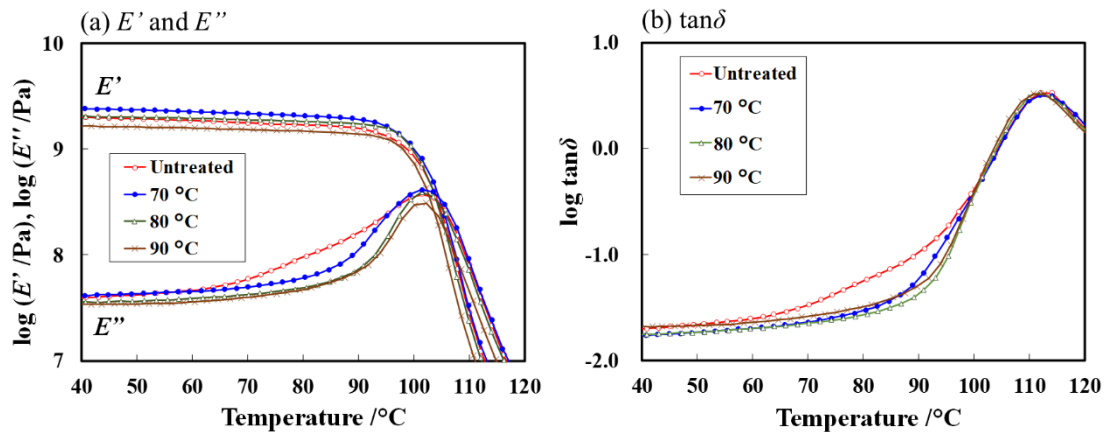 (a) E’ and E’’
log (E’ /Pa), log (E’’ /Pa)
10
9
8
7
E’
Untreated
70 °C
80 °C
90 °C
E’’
40 50 60 70 80 90 100 110 120
Temperature /°C
(b) tanδ
log tanδ
1.0
0.0
-1.0
-2.0
Untreated
70 °C
80 °C
90 °C
40 50 60 70 80 90 100 110 120
Temperature /°C